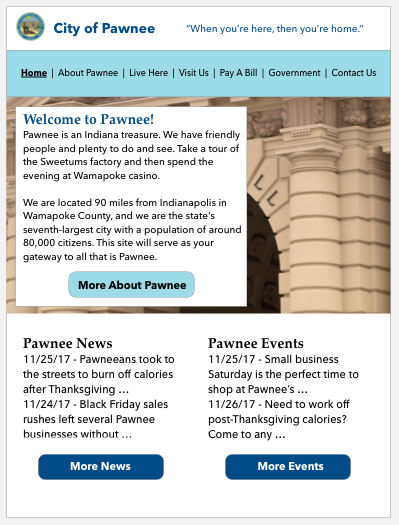 City of Pawnee
“When you’re here, then you’re home.”
Home | About Pawnee | Live Here | Visit Us | Pay A Bill | Government | Contact Us
Welcome to Pawnee!
Pawnee is an Indiana treasure. We have friendly
people and plenty to do and see. Take a tour of
the Sweetums factory and then spend the
evening at Wamapoke casino.
We are located 90 miles from Indianapolis in
Wamapoke County, and we are the state's
seventh-largest city with a population of around
80,000 citizens. This site will serve as your
gateway to all that is Pawnee.
More About Pawnee
Pawnee News
11/25/17 - Pawneeans took to
the streets to burn off calories
after Thanksgiving …
11/24/17 - Black Friday sales
rushes left several Pawnee
businesses without …
More News
Pawnee Events
11/25/17 - Small business
Saturday is the perfect time to
shop at Pawnee’s …
11/26/17 - Need to work off
post-Thanksgiving calories?
Come to any …
More Events